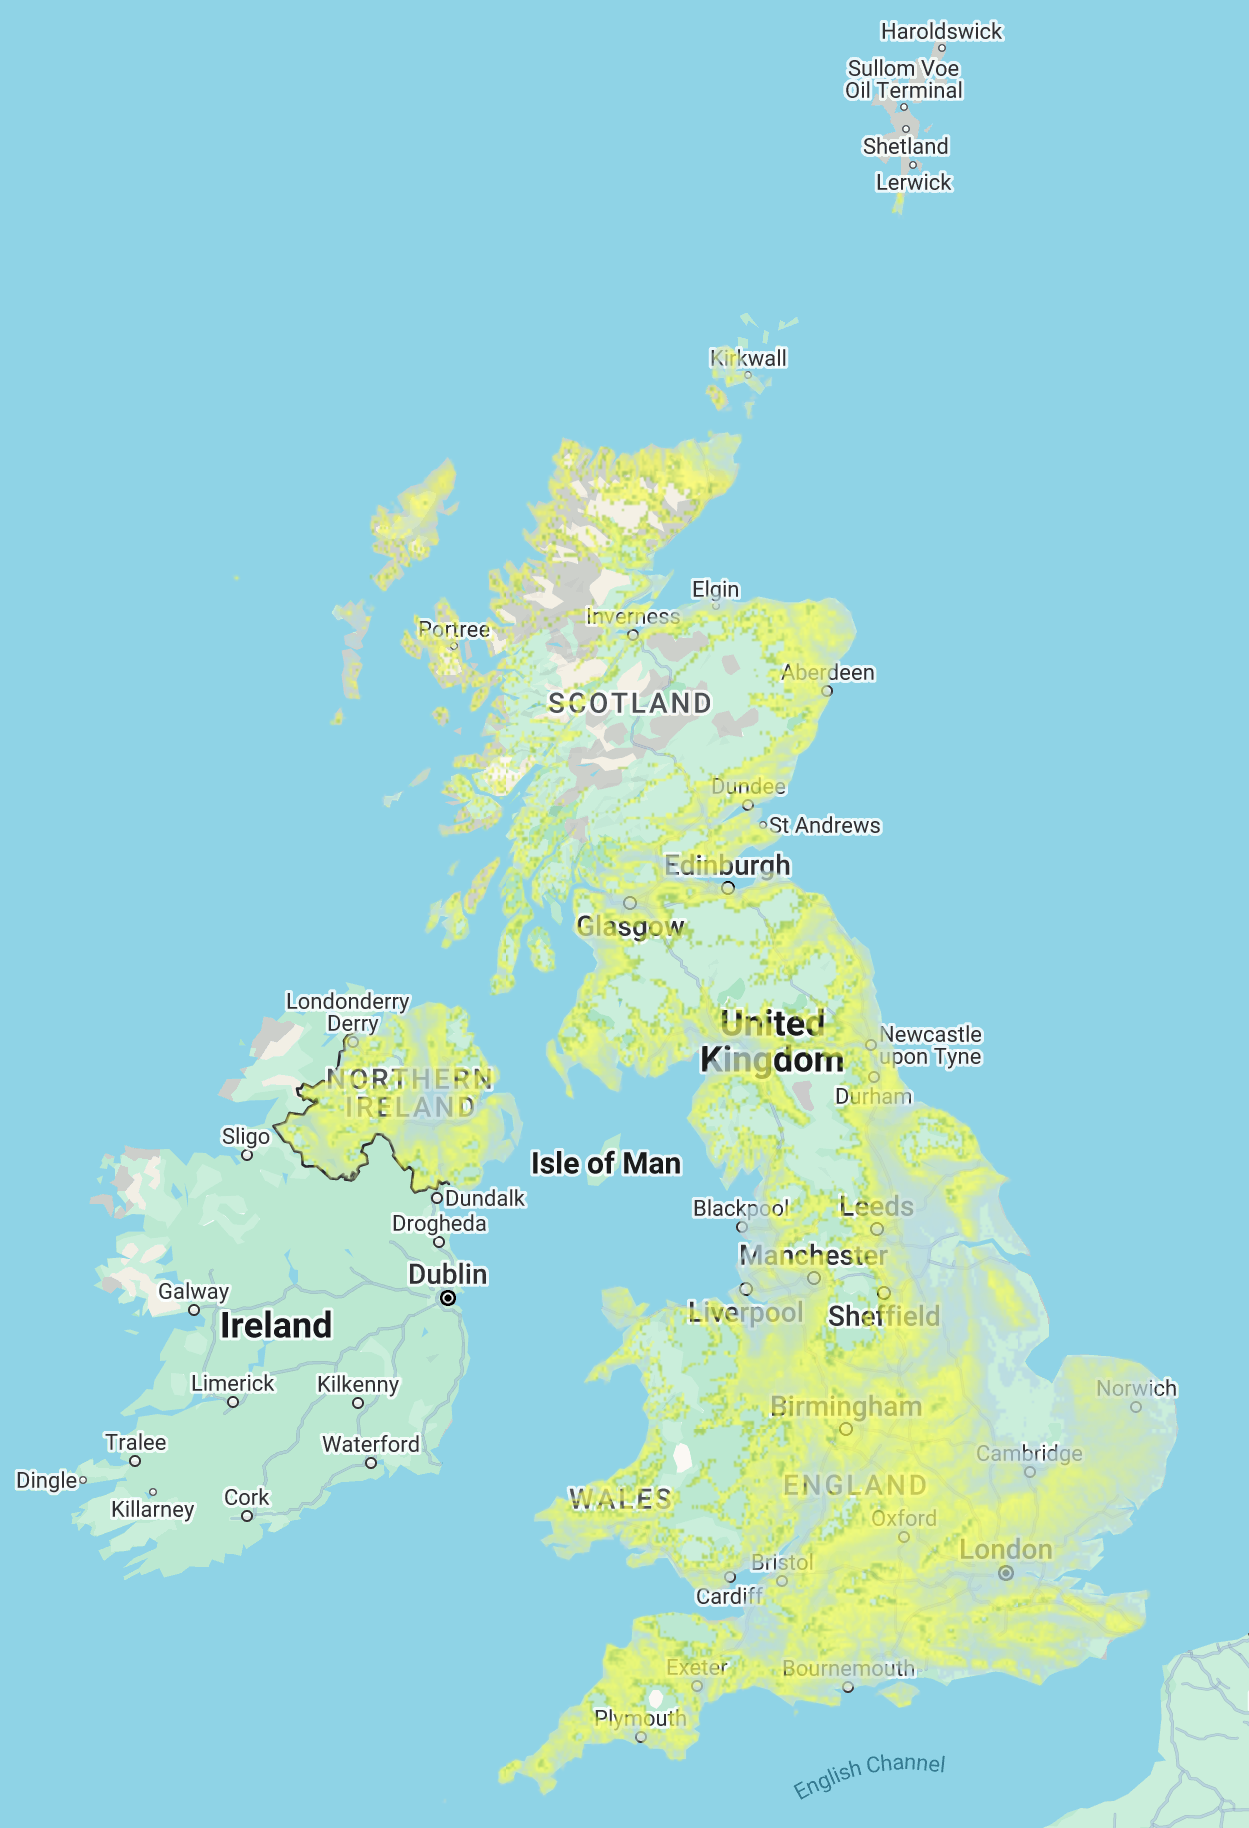 Haroldswick
Sullom Voe
Oil Terminal
Shetland
Lerwick
Kirkwall
Elgin
Inverness
Portree
Aberdeen
SCOTLAND
Dundee
St Andrews
Edinburgh
Glasgow
Londonderry
Derry
United
Kingdom
Newcastle
upon Tyne
NORTHERN
IRELAND
Durham
Sligo
Isle of Man
Dundalk
Blackpool
Leeds
Drogheda
Manchester
Dublin
Galway
Liverpool
Sheffield
Ireland
Limerick
Kilkenny
Norwich
Birmingham
Tralee
Waterford
Cambridge
Dingle
ENGLAND
WALES
Killarney
Cork
Oxford
London
Bristol
Cardiff
Exeter
Bournemouth
Plymouth
English Channel